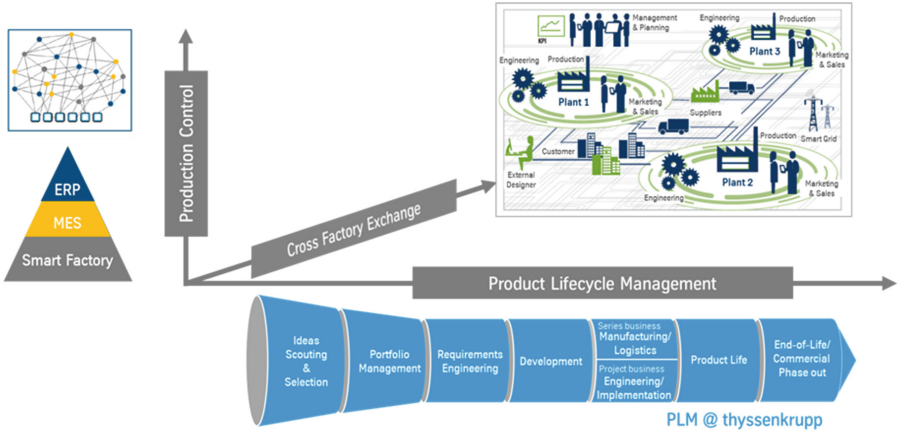 KPI
Management
& Planning
Engineering
Production
Plant 3
Marketing
& Sales
Engineering
Production
Plant 1
Marketing
& Sales
Suppliers
Smart Grid
Customer
External
Designer
Production
Plant 2
Engineering
Marketing
& Sales
Production Control
ERP
MES
Smart Factory
Cross Factory Exchange
Product Lifecycle Management
Ideas
Scouting
&
Selection
Portfolio
Management
Requirements
Engineering
Development
Series business
Manufacturing/
Logistics
Project business
Engineering/
Implementation
Product Life
End-of-Life/
Commercial
Phase out
PLM @ thyssenkrupp